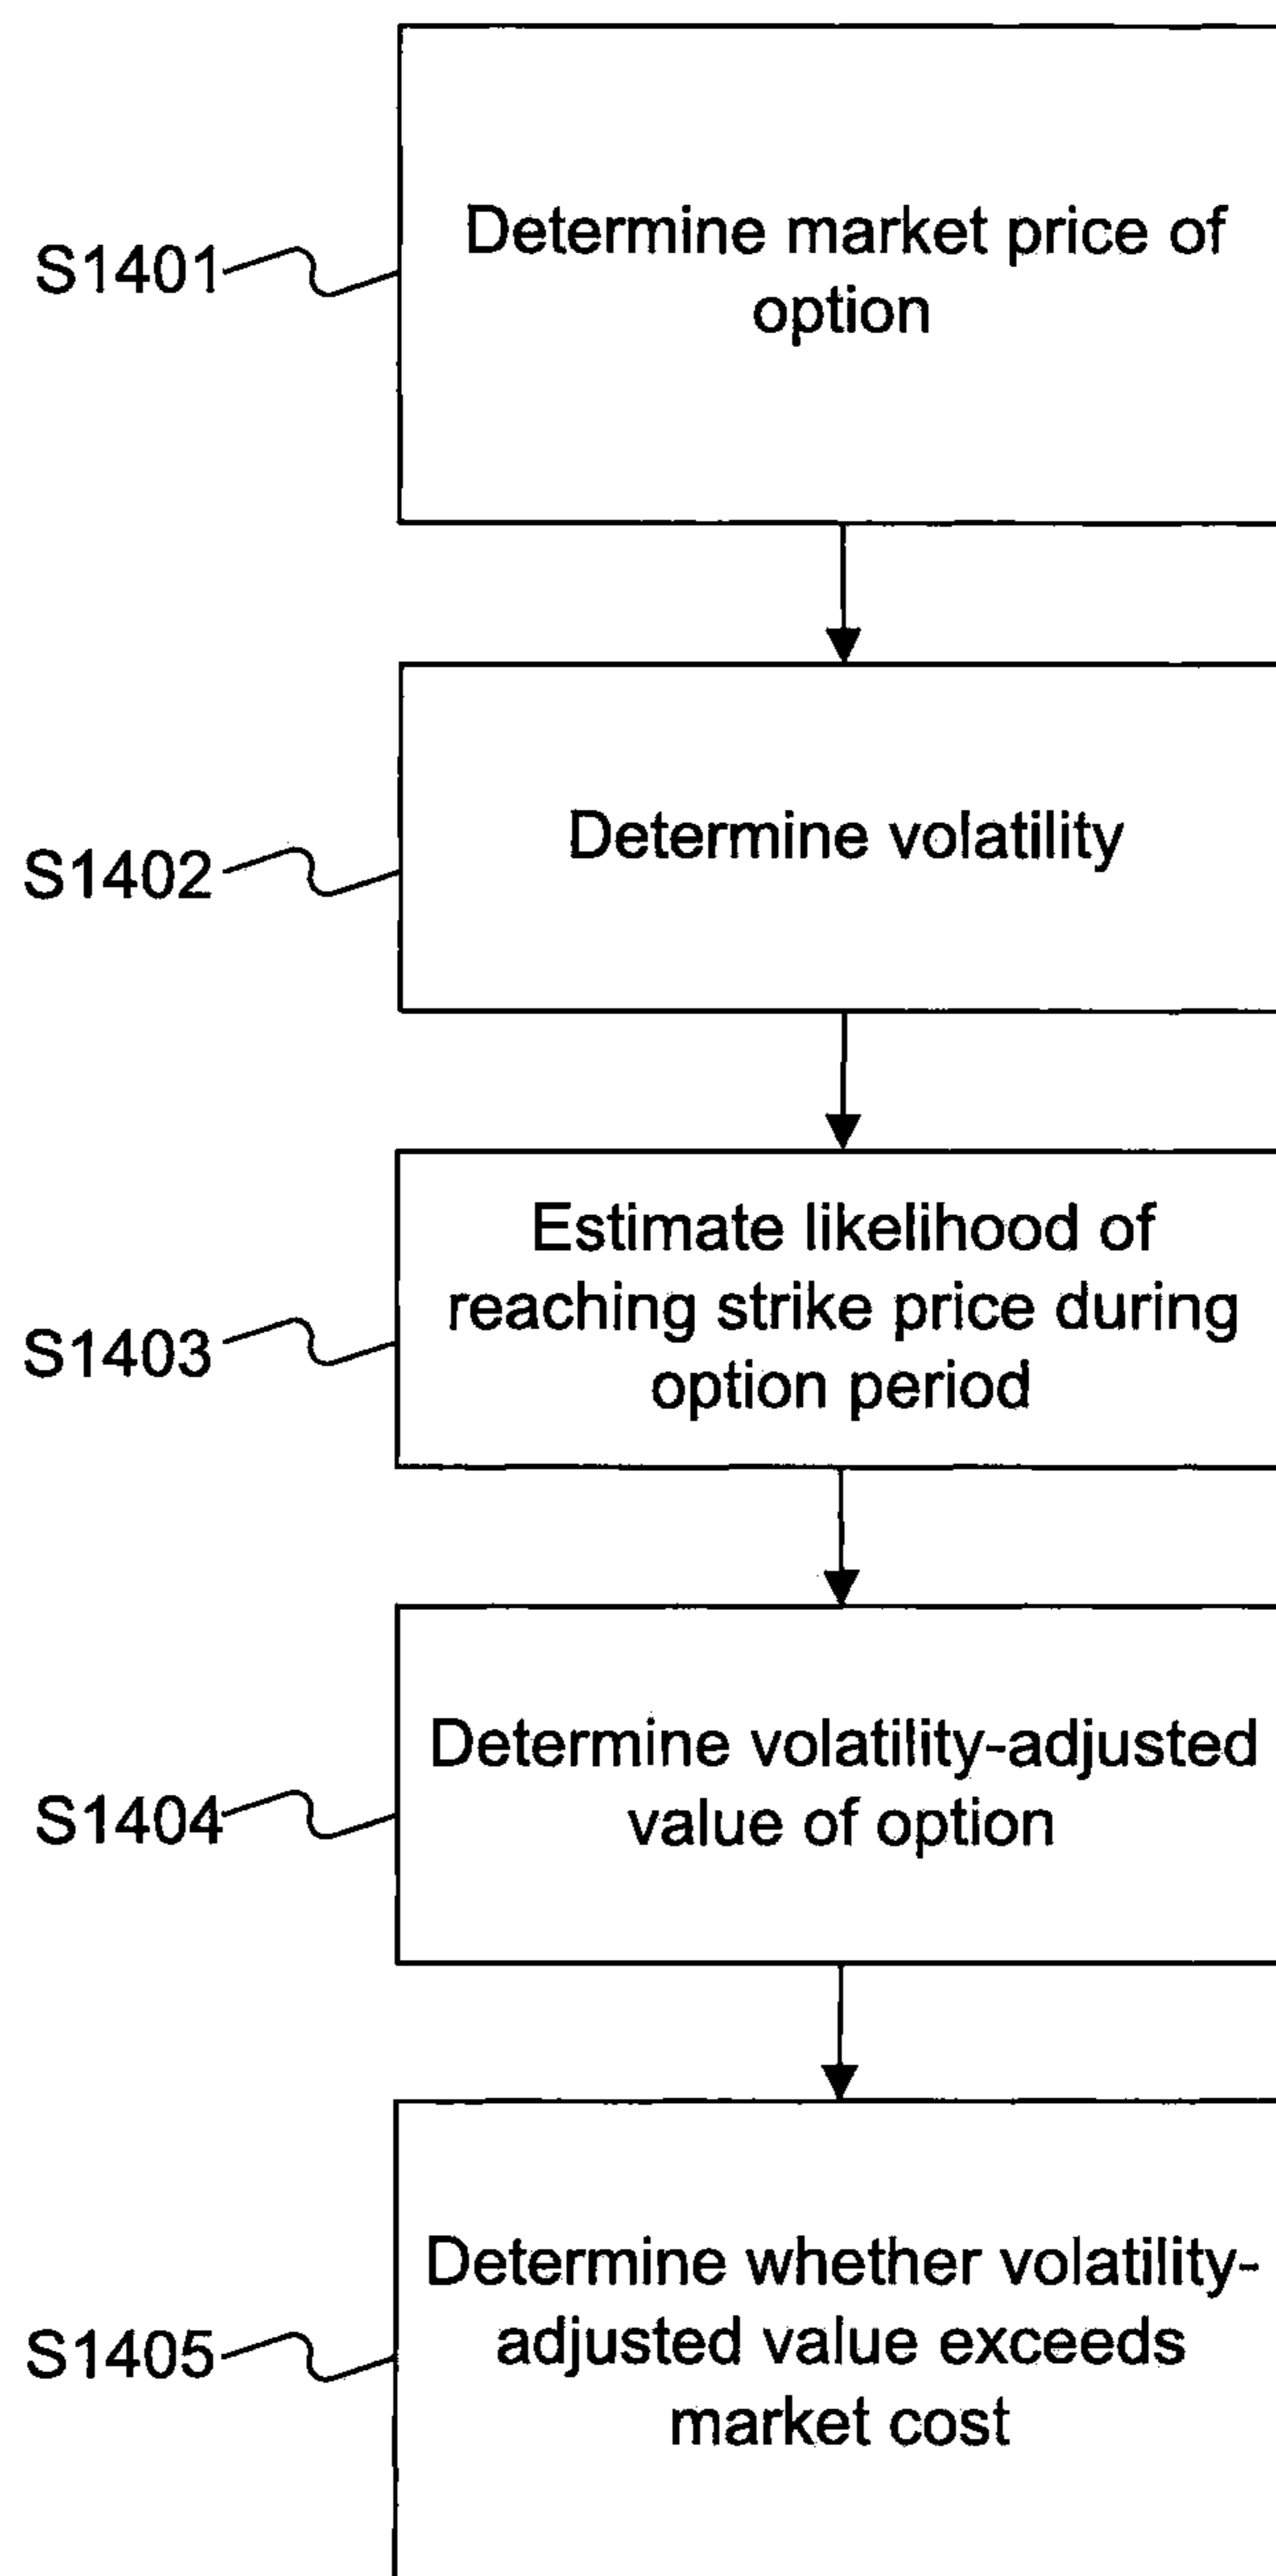 S1401
Determine market price of
option
S1402
Determine volatility
S1403
Estimate likelihood of
reaching strike price during
option period
S1404
Determine volatility-adjusted
value of option
S1405
Determine whether volatility-
adjusted value exceeds
market cost